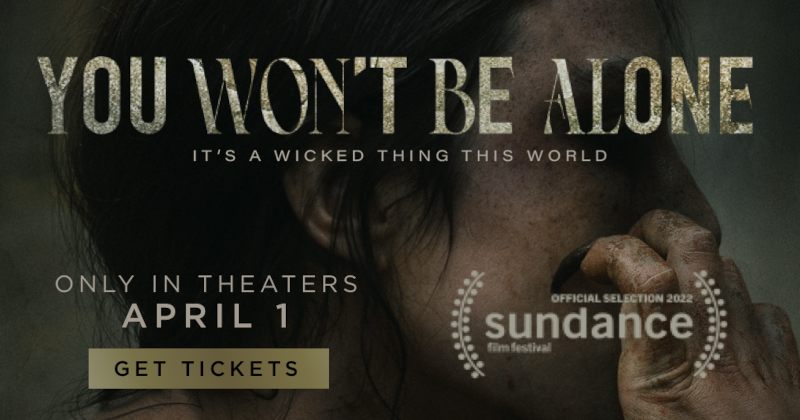 YOU WON'T BE ALONE
IT'S A WICKED THING THIS WORLD
ONLY IN THEATERS
APRIL 1
GET TICKETS
OFFICIAL SELECTION 2022
sundance
film festival